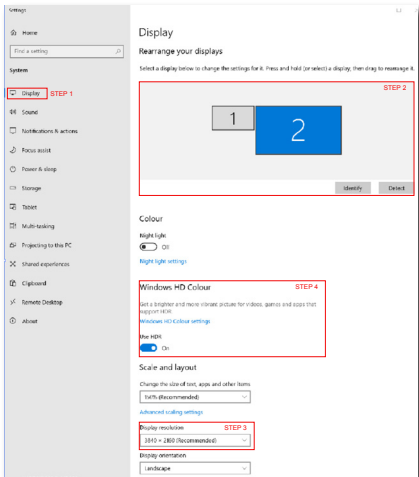 Settings
Home
Find a setting
System
Display STEP 1
Sound
Notifications & actions
Focus assist
Power & sleep
Storage
Tablet
Multi-tasking
Projecting to this PC
Shared experiences
Clipboard
Remote Desktop
About
Display
Rearrange your displays
Select a display below to change the settings for it. Press and hold (or select) a display, then drag to rearrange it.
STEP 2
1
2
Identify Detect
Colour
Night light
Off
Night light settings
Windows HD Colour STEP 4
Get a brighter and more vibrant picture for videos, games and apps that
support HDR.
Windows HD Colour settings
Use HDR
On
Scale and layout
Change the size of text, apps and other items
150% (Recommended)
Advanced scaling settings
Display resolution STEP 3
3840 × 2160 (Recommended)
Display orientation
Landscape